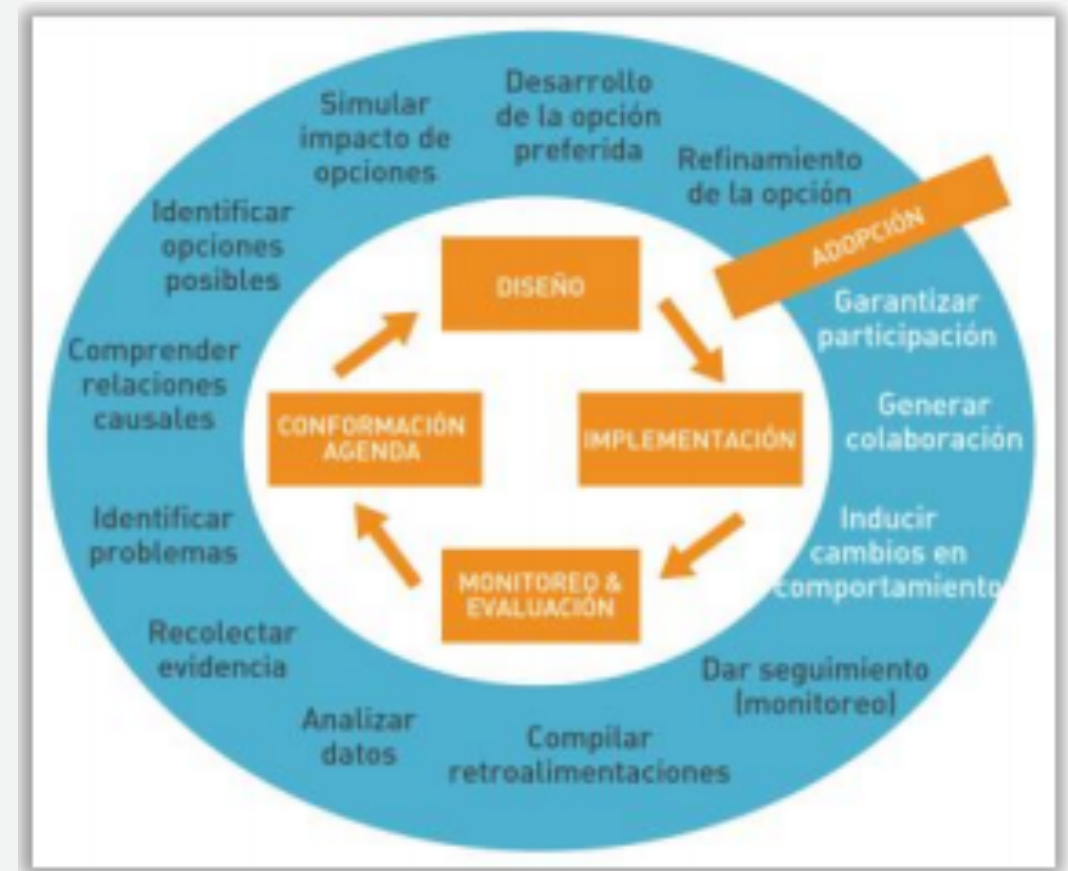 Desarrollo
de la opción
preferida
Simular
impacto de
opciones
Refinamiento
de la opción
Identificar
opciones
posibles
ADOPCIÓN
DISEÑO
Garantizar
participación
Comprender
relaciones
causales
CONFORMACIÓN
AGENDA
IMPLEMENTACIÓN
Generar
colaboración
Identificar
problemas
Inducir
cambios en
comportamiento
MONITOREO &
EVALUACIÓN
Recolectar
evidencia
Dar seguimiento
(monitoreo)
Analizar
datos
Compilar
retroalimentaciones